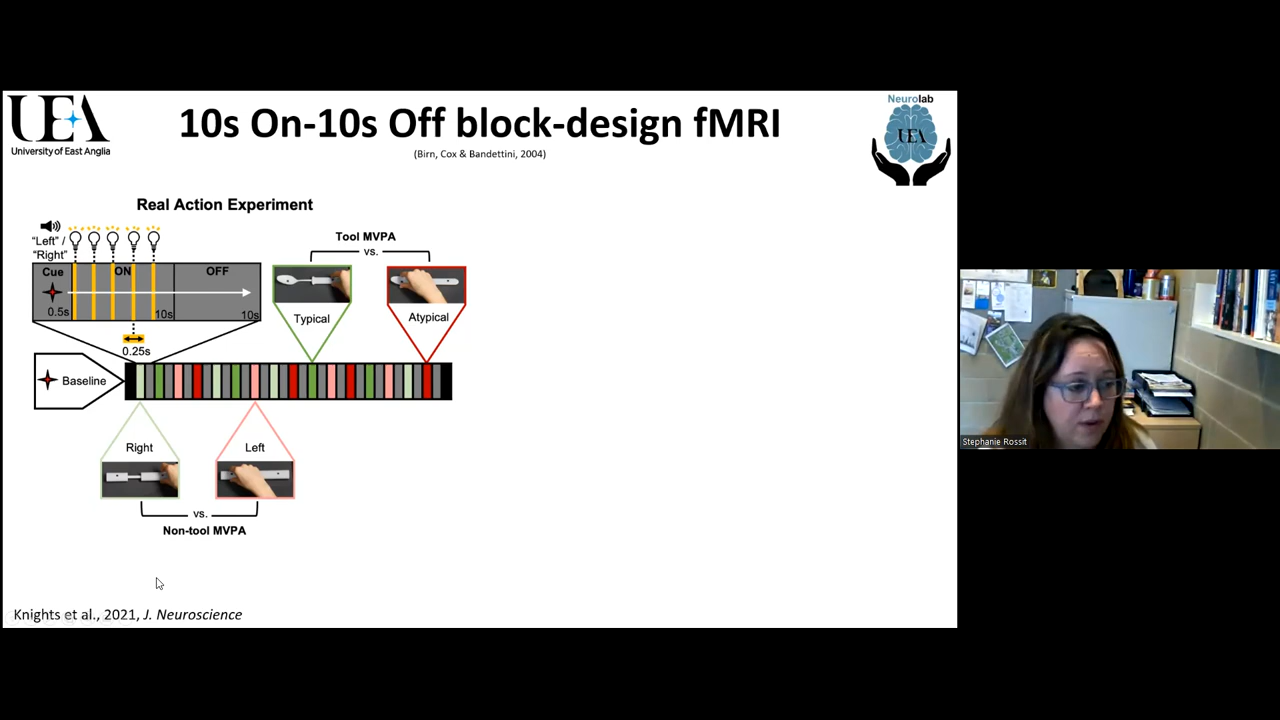 UEA
University of East Anglia
10s On-10s Off block-design fMRI
(Birn, Cox & Bandettini, 2004)
Neurolab
UEA
Real Action Experiment
"Left" /
"Right"
Cue
ON
OFF
0.5s
10s
10s
0.25s
Baseline
Tool MVPA
vs.
Typical
Atypical
Right
Left
vs.
Non-tool MVPA
Knights et al., 2021, J. Neuroscience
Stephanie Rossit